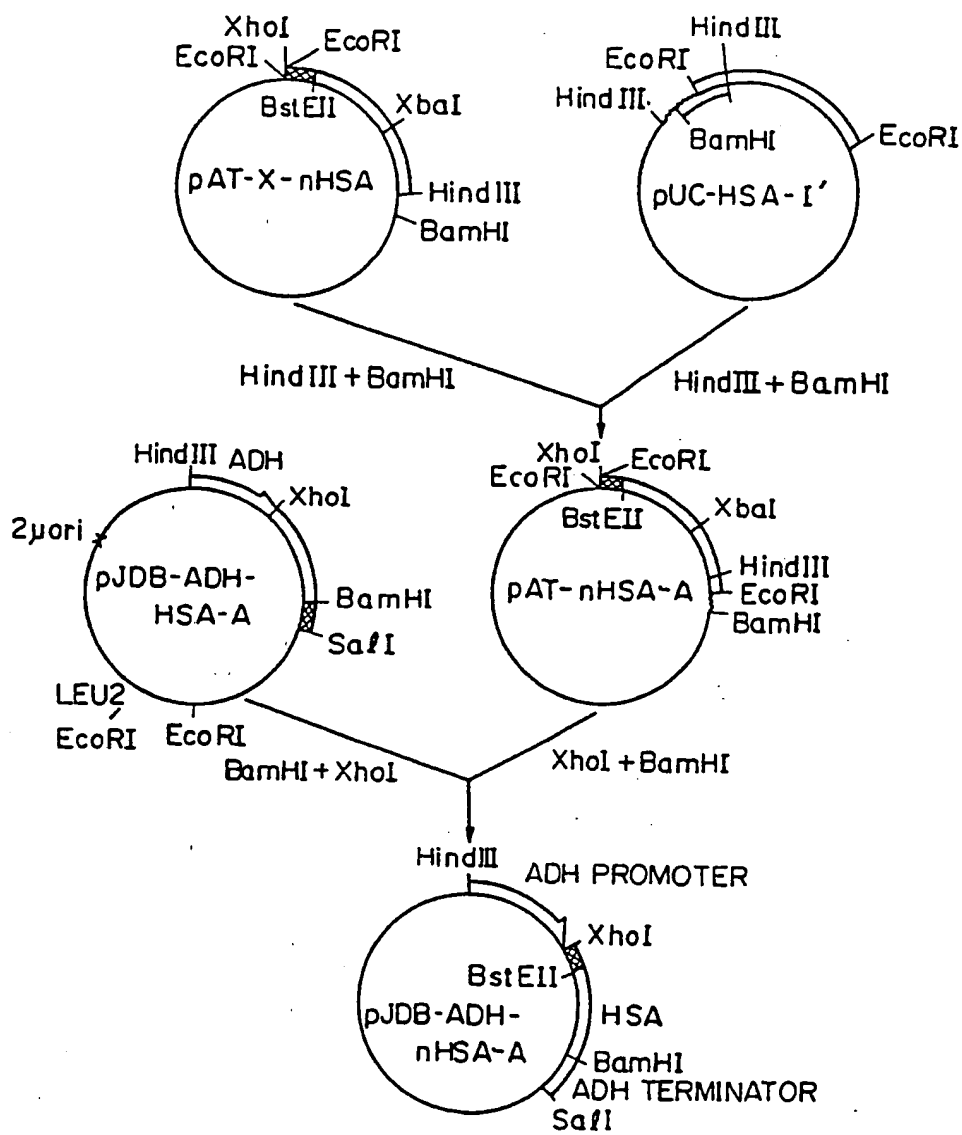 XhoI
EcoRI
EcoRI
BstEII
XbaI
pAT-X-nHSA
HindIII
BamHI
HindIII
EcoRI
HindIII
BamHI
EcoRI
pUC-HSA-I'
HindIII+BamHI
HindIII+BamHI
HindIII
ADH
XhoI
2μori
pJDB-ADH-
HSA-A
BamHI
SalI
LEU2
EcoRI
EcoRI
XhoI
EcoRI
EcoRI
BstEII
XbaI
pAT-nHSA-A
HindIII
EcoRI
BamHI
BamHI+XhoI
XhoI+BamHI
HindIII
ADH PROMOTER
XhoI
BstEII
pJDB-ADH-
nHSA-A
HSA
BamHI
ADH TERMINATOR
SalI